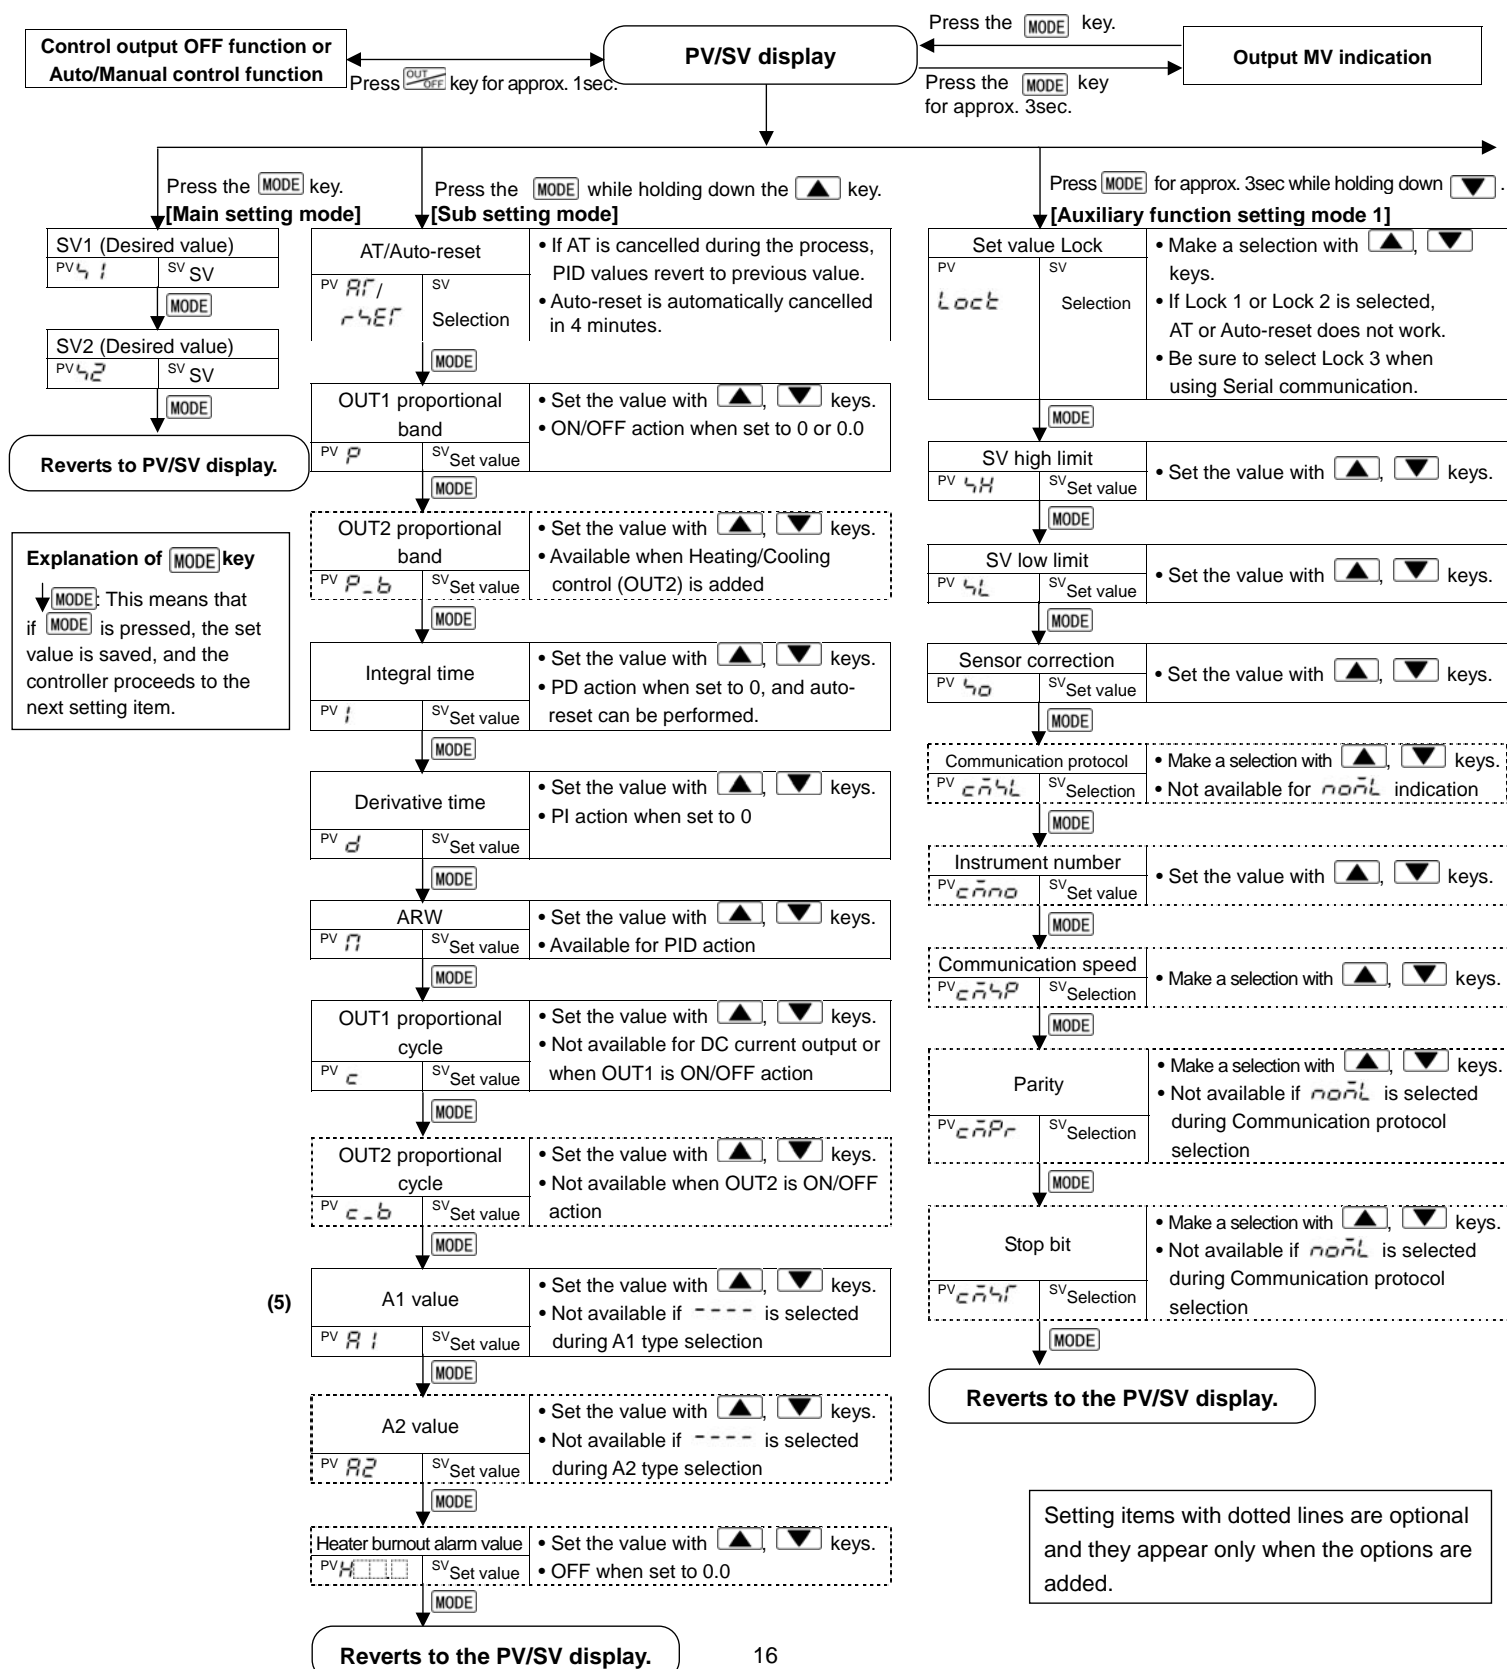 Control output OFF function or
Auto/Manual control function
Press OUT/OFF key for approx. 1sec.
PV/SV display
Press the MODE key.
Press the MODE key
for approx. 3sec.
Output MV indication
Press the MODE key.
[Main setting mode]
SV1 (Desired value)
PV S1 SV SV
MODE
SV2 (Desired value)
PV S2 SV SV
MODE
Reverts to PV/SV display.
Explanation of MODE key
MODE: This means that
if MODE is pressed, the set
value is saved, and the
controller proceeds to the
next setting item.
Press the MODE while holding down the ▲ key.
[Sub setting mode]
AT/Auto-reset
PV AT/ SV
rSET Selection
• If AT is cancelled during the process,
PID values revert to previous value.
• Auto-reset is automatically cancelled
in 4 minutes.
MODE
OUT1 proportional
band
PV P SV Set value
• Set the value with ▲, ▼ keys.
• ON/OFF action when set to 0 or 0.0
MODE
OUT2 proportional
band
PV P_b SV Set value
• Set the value with ▲, ▼ keys.
• Available when Heating/Cooling
control (OUT2) is added
MODE
Integral time
PV I SV Set value
• Set the value with ▲, ▼ keys.
• PD action when set to 0, and auto-
reset can be performed.
MODE
Derivative time
PV d SV Set value
• Set the value with ▲, ▼ keys.
• PI action when set to 0
MODE
ARW
PV SV Set value
• Set the value with ▲, ▼ keys.
• Available for PID action
MODE
OUT1 proportional
cycle
PV c SV Set value
• Set the value with ▲, ▼ keys.
• Not available for DC current output or
when OUT1 is ON/OFF action
MODE
OUT2 proportional
cycle
PV c_b SV Set value
• Set the value with ▲, ▼ keys.
• Not available when OUT2 is ON/OFF
action
MODE
(5)
A1 value
PV A1 SV Set value
• Set the value with ▲, ▼ keys.
• Not available if ---- is selected
during A1 type selection
MODE
A2 value
PV A2 SV Set value
• Set the value with ▲, ▼ keys.
• Not available if ---- is selected
during A2 type selection
MODE
Heater burnout alarm value
PV H SV Set value
• Set the value with ▲, ▼ keys.
• OFF when set to 0.0
MODE
Reverts to the PV/SV display.
Press MODE for approx. 3sec while holding down ▼.
[Auxiliary function setting mode 1]
Set value Lock
PV SV
Lock Selection
• Make a selection with ▲, ▼
keys.
• If Lock 1 or Lock 2 is selected,
AT or Auto-reset does not work.
• Be sure to select Lock 3 when
using Serial communication.
MODE
SV high limit
PV SH SV Set value
• Set the value with ▲, ▼ keys.
MODE
SV low limit
PV SL SV Set value
• Set the value with ▲, ▼ keys.
MODE
Sensor correction
PV So SV Set value
• Set the value with ▲, ▼ keys.
MODE
Communication protocol
PV cmSL SV Selection
• Make a selection with ▲, ▼ keys.
• Not available for nomL indication
MODE
Instrument number
PV cmno SV Set value
• Set the value with ▲, ▼ keys.
MODE
Communication speed
PV cmSP SV Selection
• Make a selection with ▲, ▼ keys.
MODE
Parity
PV cmPr SV Selection
• Make a selection with ▲, ▼ keys.
• Not available if nomL is selected
during Communication protocol
selection
MODE
Stop bit
PV cmST SV Selection
• Make a selection with ▲, ▼ keys.
• Not available if nomL is selected
during Communication protocol
selection
MODE
Reverts to the PV/SV display.
Setting items with dotted lines are optional
and they appear only when the options are
added.
16